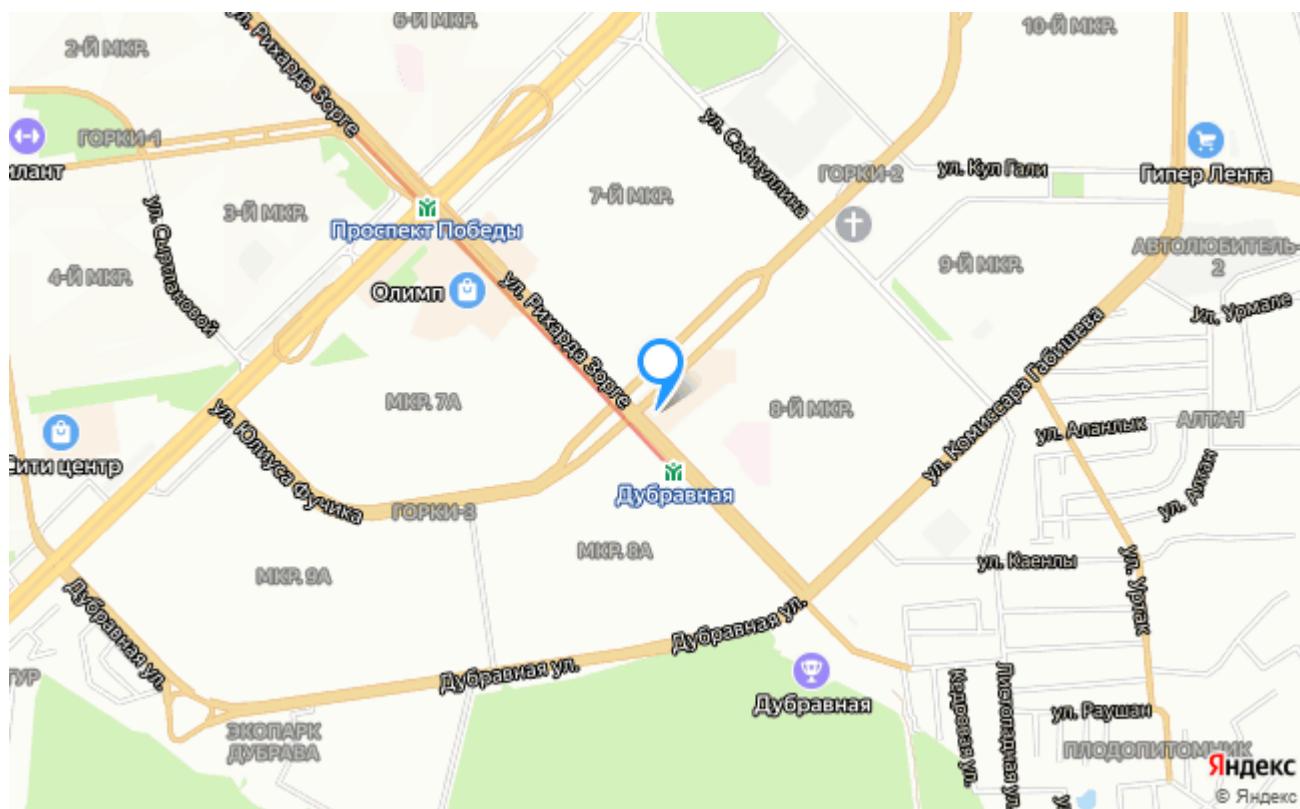 6-Й МКР.
10-Й МКР.
2-Й МКР.
ул. Рихарда Зорге
ГОРКИ-1
илант
ул. Сафиуллина
ГОРКИ-2
ул. Кул Гали
Гипер Лента
7-Й МКР.
3-Й МКР.
ул. Сыртлановой
Проспект Победы
4-Й МКР.
Олимп
ул. Рихарда Зорге
9-Й МКР.
АВТОЛЮБИТЕЛЬ-
2
ул. Урмале
ул. Комиссара Габишева
МКР. 7А
8-Й МКР.
ул. Аланлык
АЛТАН
ул. Алтан
Сити центр
ул. Юлиуса Фучика
ГОРКИ-3
Дубравная
МКР. 8А
ул. Каенлы
МКР. 9А
ул. Уртак
Дубравная ул.
Дубравная ул.
Дубравная ул.
ТУР
Дубравная
Кедровая ул.
Листопадная ул.
ул. Раушан
ЭКОПАРК
ДУБРАВА
ПЛОДОПИТОМНИК
Яндекс
© Яндекс